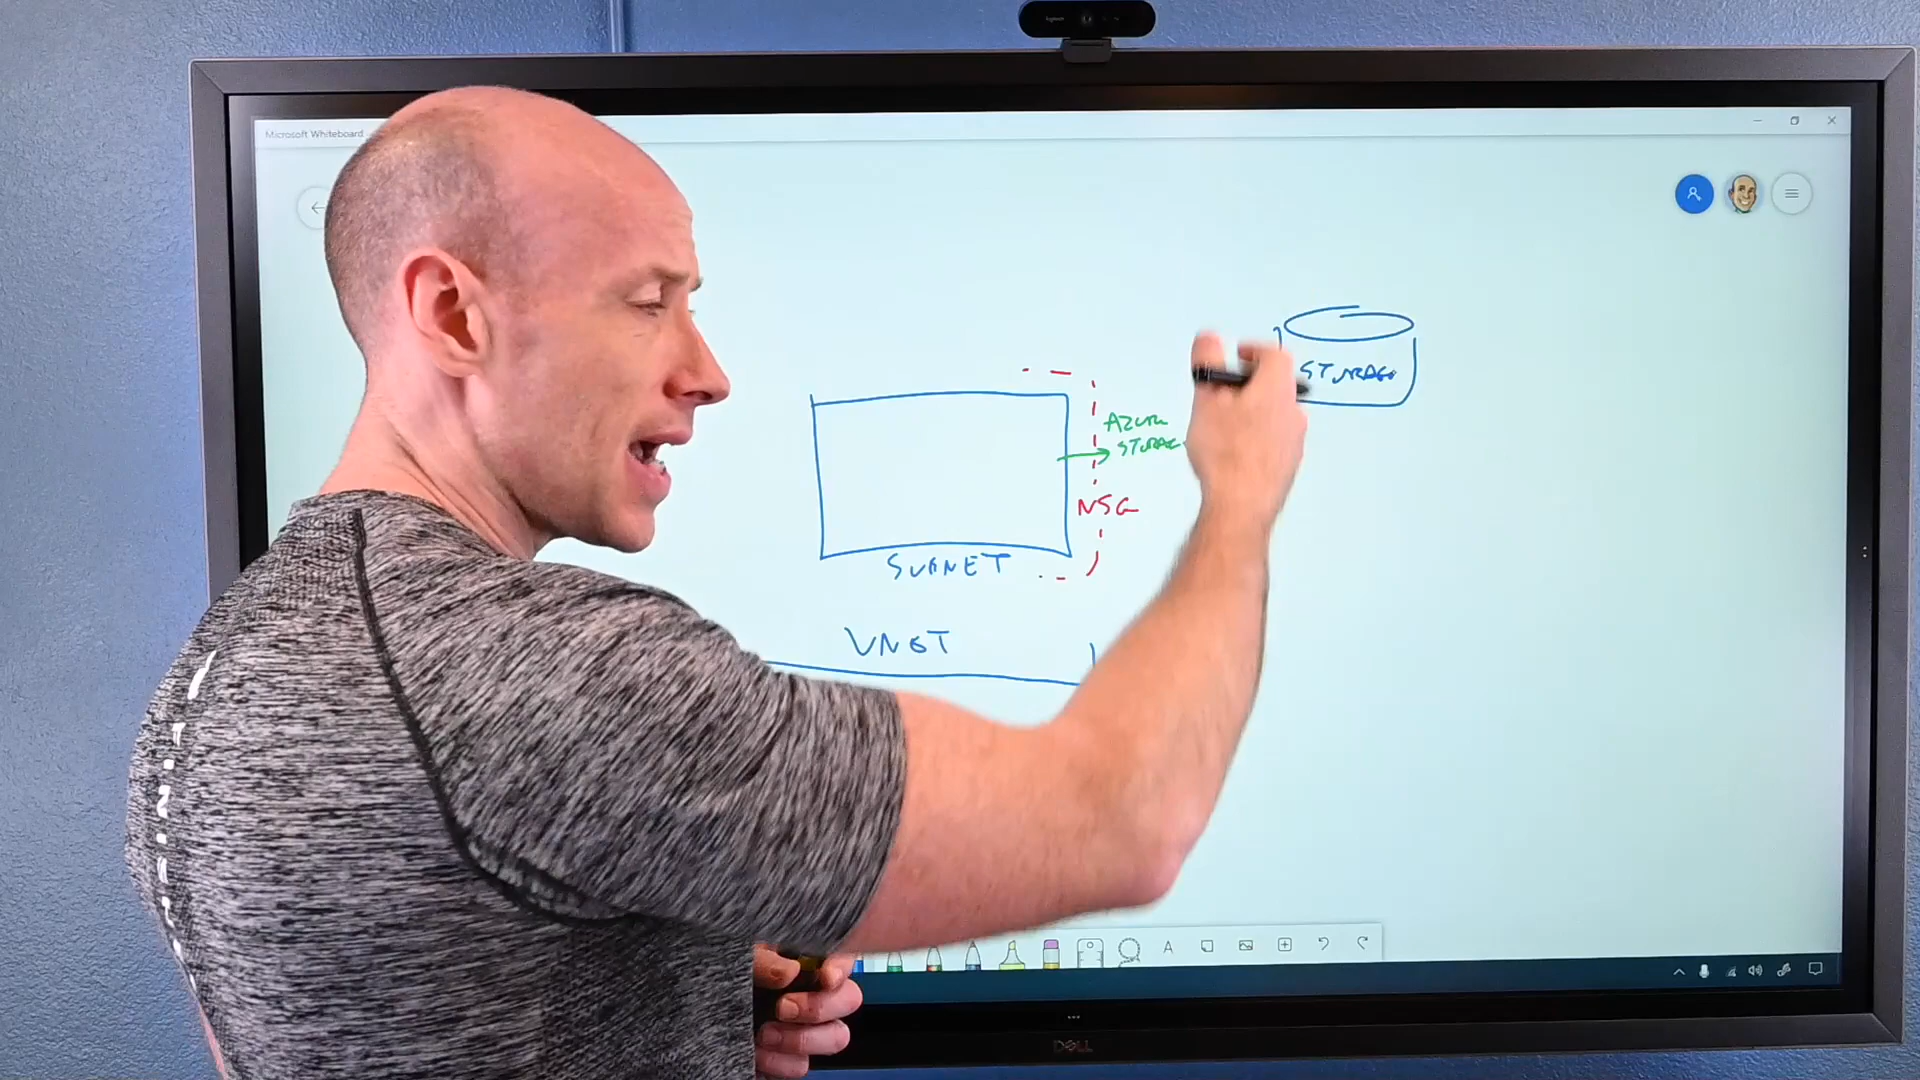 Microsoft Whiteboard
STORAGE
AZURE
STORAGE
NSG
SUBNET
VNET
A
DELL